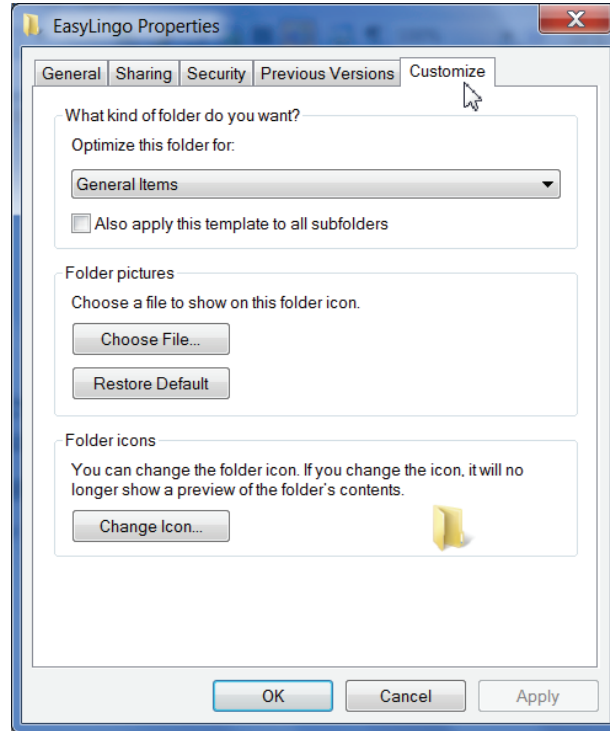 EasyLingo Properties
General Sharing Security Previous Versions Customize
What kind of folder do you want?
Optimize this folder for:
General Items
Also apply this template to all subfolders
Folder pictures
Choose a file to show on this folder icon.
Choose File...
Restore Default
Folder icons
You can change the folder icon. If you change the icon, it will no
longer show a preview of the folder's contents.
Change Icon...
OK Cancel Apply